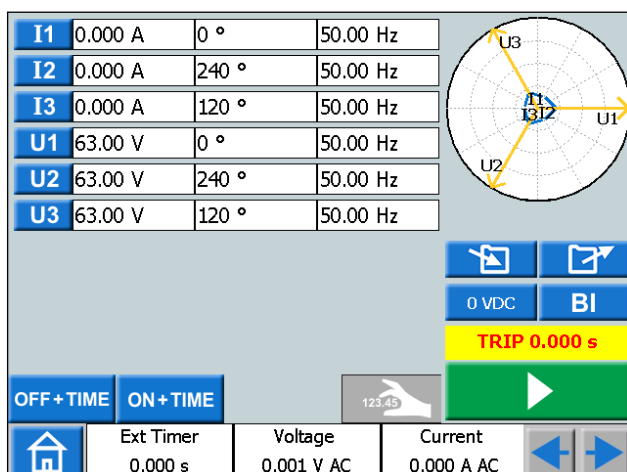 I1 0.000 A 0 ° 50.00 Hz
I2 0.000 A 240 ° 50.00 Hz
I3 0.000 A 120 ° 50.00 Hz
U1 63.00 V 0 ° 50.00 Hz
U2 63.00 V 240 ° 50.00 Hz
U3 63.00 V 120 ° 50.00 Hz
U3
I1
I3 I2
U1
U2
0 VDC BI
TRIP 0.000 s
OFF+TIME ON+TIME 123.45
Ext Timer Voltage Current
0.000 s 0.001 V AC 0.000 A AC